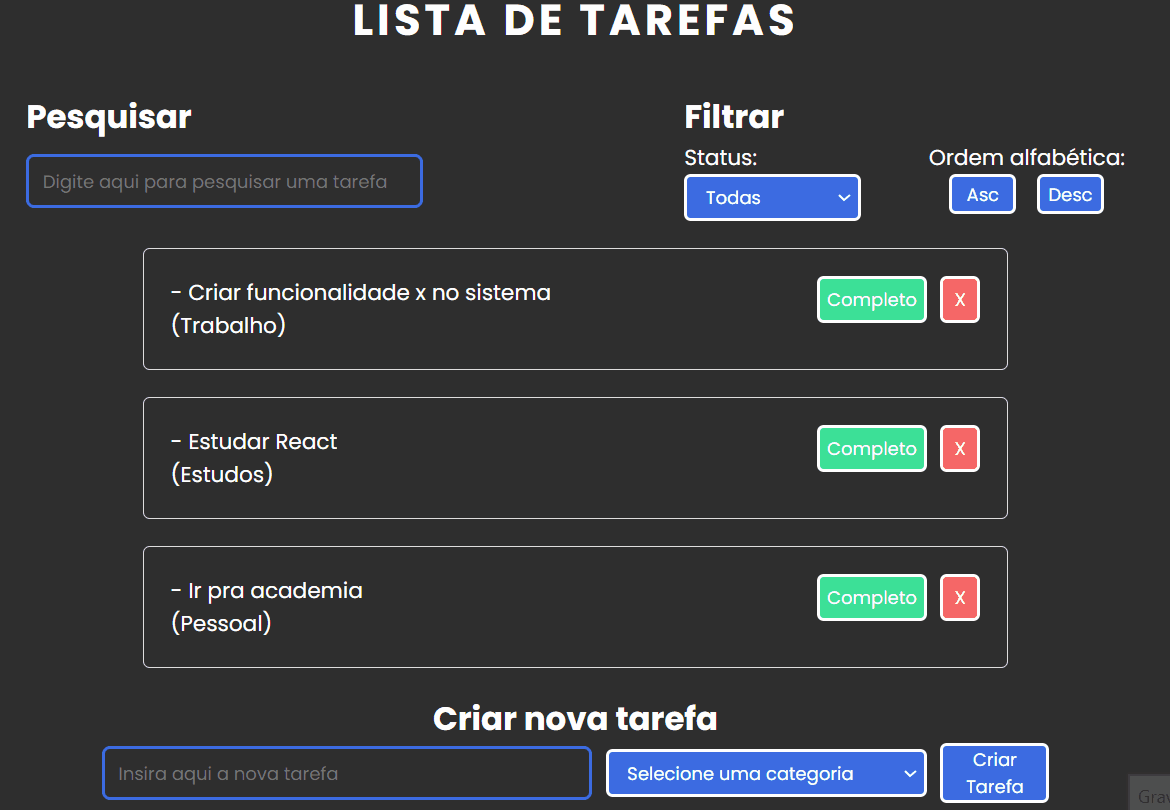 LISTA DE TAREFAS
Pesquisar
Digite aqui para pesquisar uma tarefa
Filtrar
Status:
Todas
Ordem alfabética:
Asc
Desc
- Criar funcionalidade x no sistema
(Trabalho)
Completo
X
- Estudar React
(Estudos)
Completo
X
- Ir pra academia
(Pessoal)
Completo
X
Criar nova tarefa
Insira aqui a nova tarefa
Selecione uma categoria
Criar
Tarefa